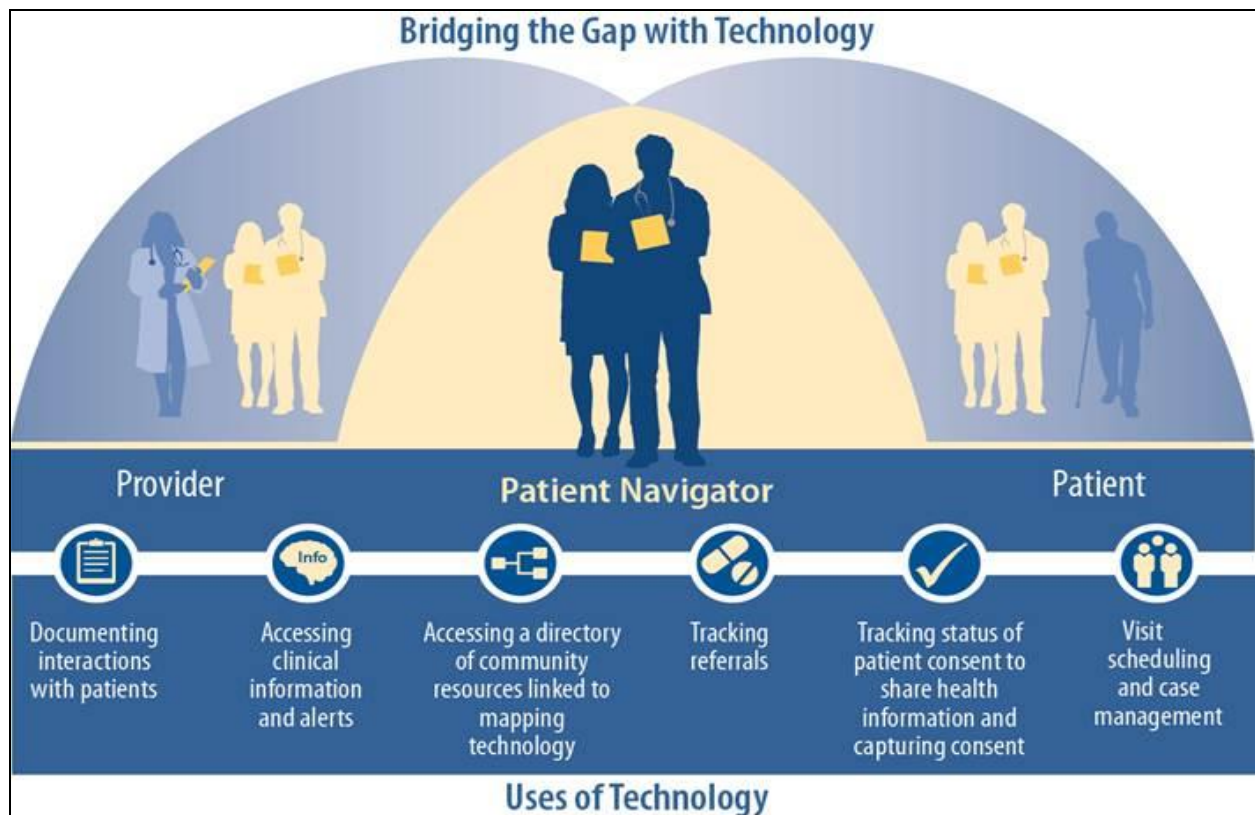 Bridging the Gap with Technology
Provider
Patient Navigator
Patient
Info
Documenting
interactions
with patients
Accessing
clinical
information
and alerts
Accessing a directory
of community
resources linked to
mapping
technology
Tracking
referrals
Tracking status of
patient consent to
share health
information and
capturing consent
Visit
scheduling
and case
management
Uses of Technology